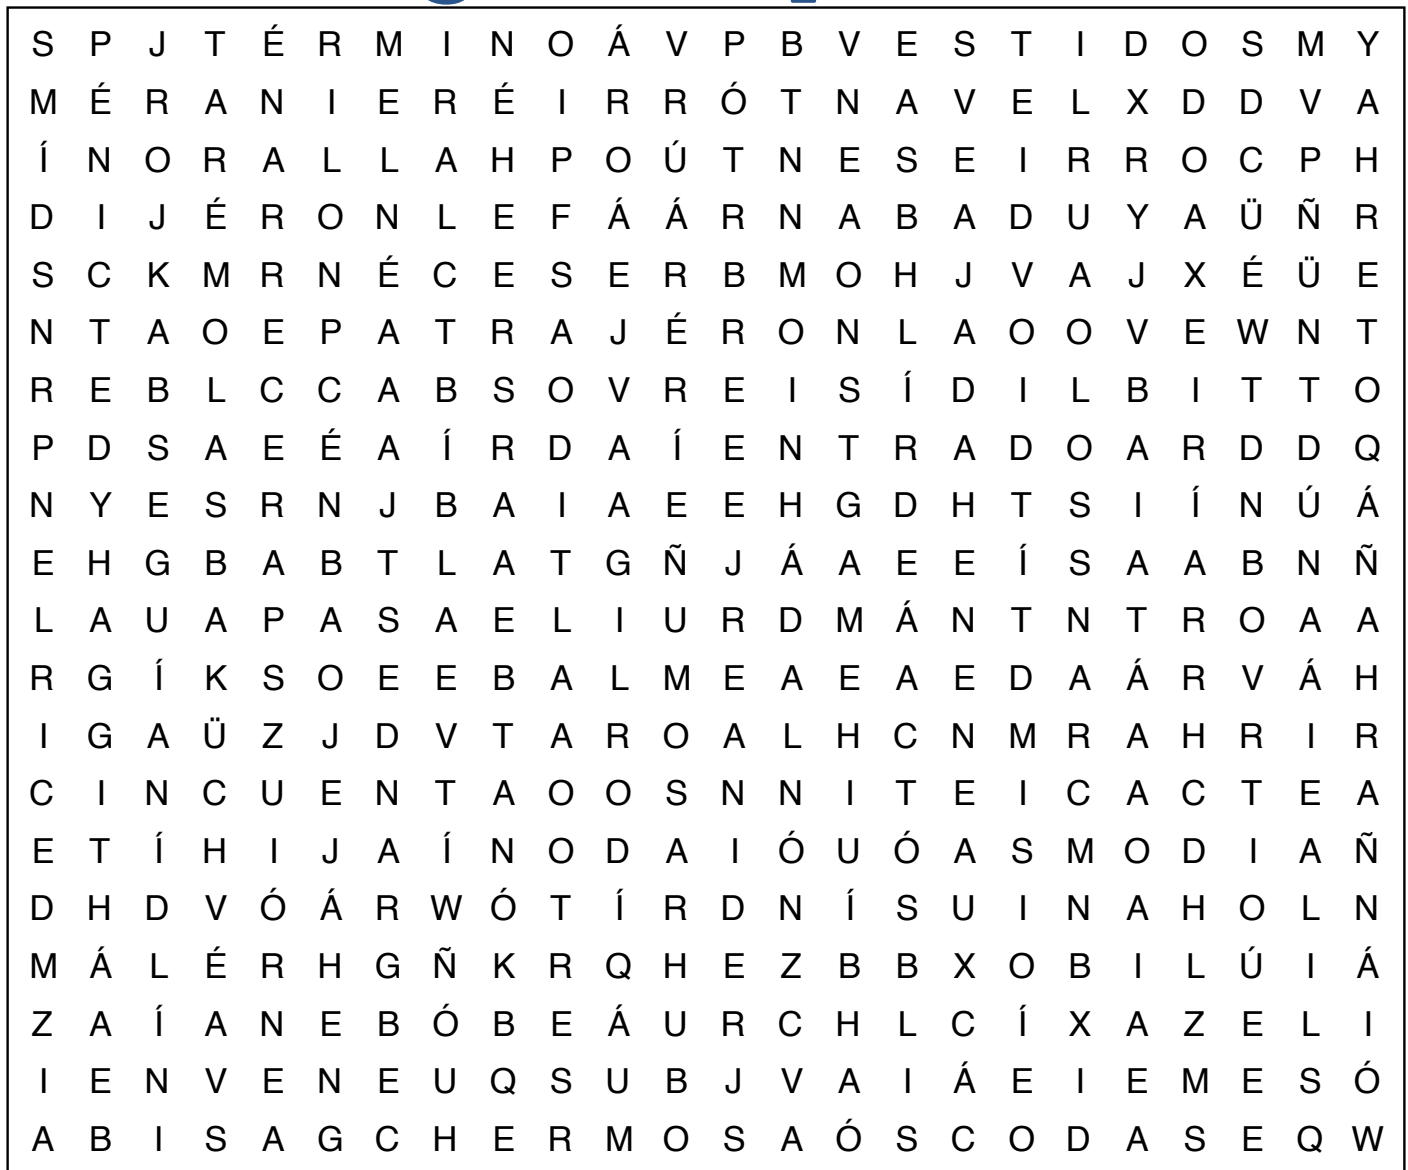 S P J T É R M I N O Á V P B V E S T I D O S M Y
M É R A N I E R É I R R Ó T N A V E L X D D V A
Í N O R A L L A H P O Ú T N E S E I R R O C P H
D I J É R O N L E F Á Á R N A B A D U Y A Ü Ñ R
S C K M R N É C E S E R B M O H J V A J X É Ü E
N T A O E P A T R A J É R O N L A O O V E W N T
R E B L C C A B S O V R E I S Í D I L B I T T O
P D S A E É A Í R D A Í E N T R A D O A R D D Q
N Y E S R N J B A I A E E H G D H T S I Í N Ú Á
E H G B A B T L A T G Ñ J Á A E E Í S A A B N Ñ
L A U A P A S A E L I U R D M Á N T N T R O A A
R G Í K S O E E B A L M E A E A E D A Á R V Á H
I G A Ü Z J D V T A R O A L H C N M R A H R I R
C I N C U E N T A O O S N N I T E I C A C T E A
E T Í H I J A Í N O D A I Ó U Ó A S M O D I A Ñ
D H D V Ó Á R W Ó T Í R D N Í S U I N A H O L N
M Á L É R H G Ñ K R Q H E Z B B X O B I L Ú I Á
Z A Í A N E B Ó B E Á U R C H L C Í X A Z E L I
I E N V E N E U Q S U B J V A I Á E I E M E S Ó
A B I S A G C H E R M O S A Ó S C O D A S E Q W